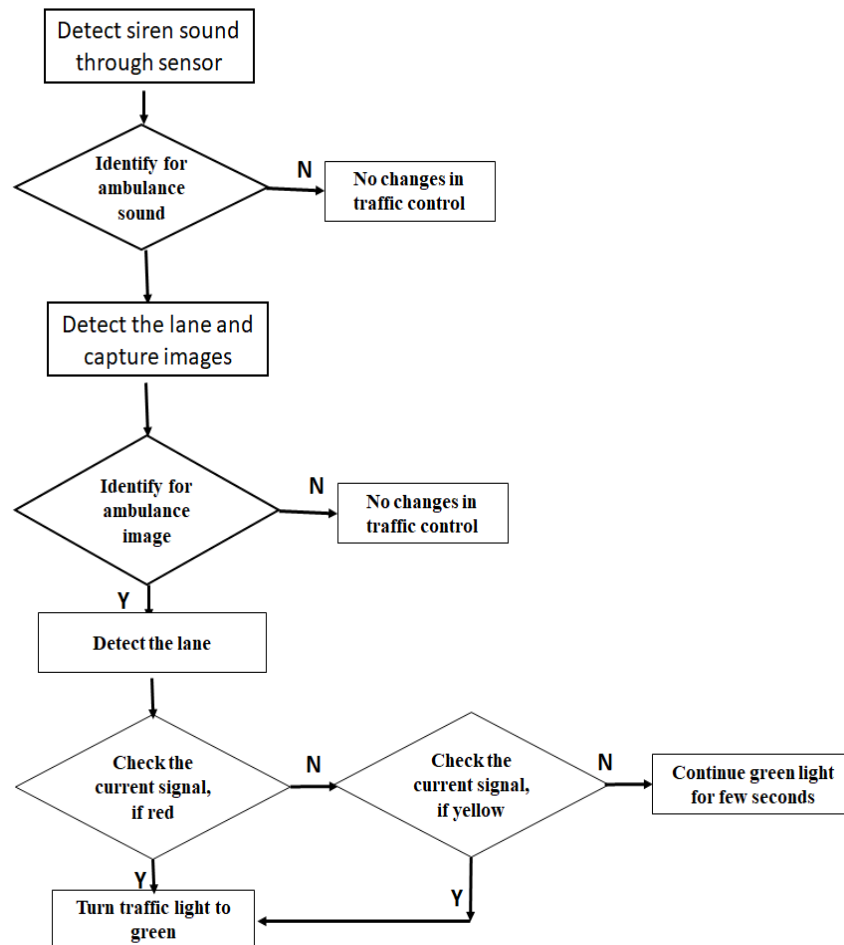 Detect siren sound
through sensor
Identify for
ambulance
sound
N
No changes in
traffic control
Detect the lane and
capture images
Identify for
ambulance
image
N
No changes in
traffic control
Y
Detect the lane
Check the
current signal,
if red
N
Check the
current signal,
if yellow
N
Continue green light
for few seconds
Y
Y
Turn traffic light to
green